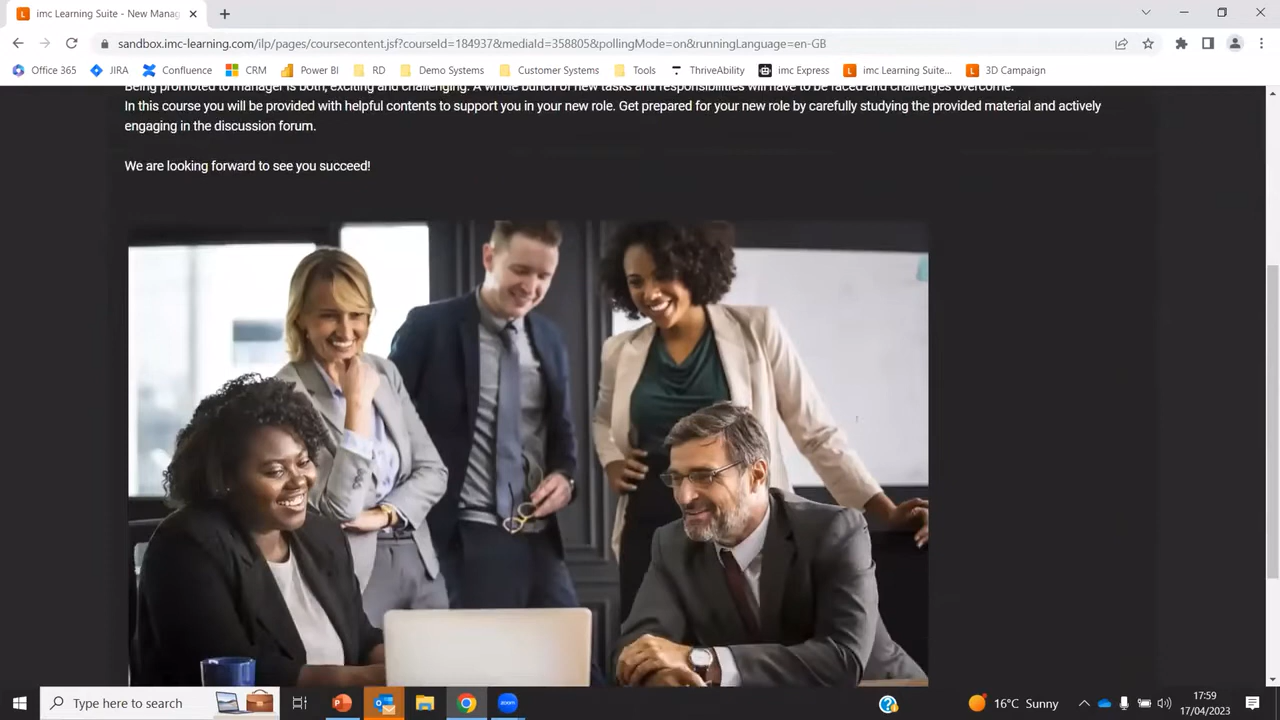 imc Learning Suite - New Manag
sandbox.imc-learning.com/ilp/pages/coursecontent.jsf?courseId=184937&mediaId=358805&pollingMode=on&runningLanguage=en-GB
Office 365 JIRA Confluence CRM Power BI RD Demo Systems Customer Systems Tools ThriveAbility imc Express imc Learning Suite... 3D Campaign
Being promoted to manager is both, exciting and challenging. A whole bunch of new tasks and responsibilities will have to be faced and challenges overcome.
In this course you will be provided with helpful contents to support you in your new role. Get prepared for your new role by carefully studying the provided material and actively
engaging in the discussion forum.
We are looking forward to see you succeed!
Type here to search
16°C Sunny
17:59
17/04/2023